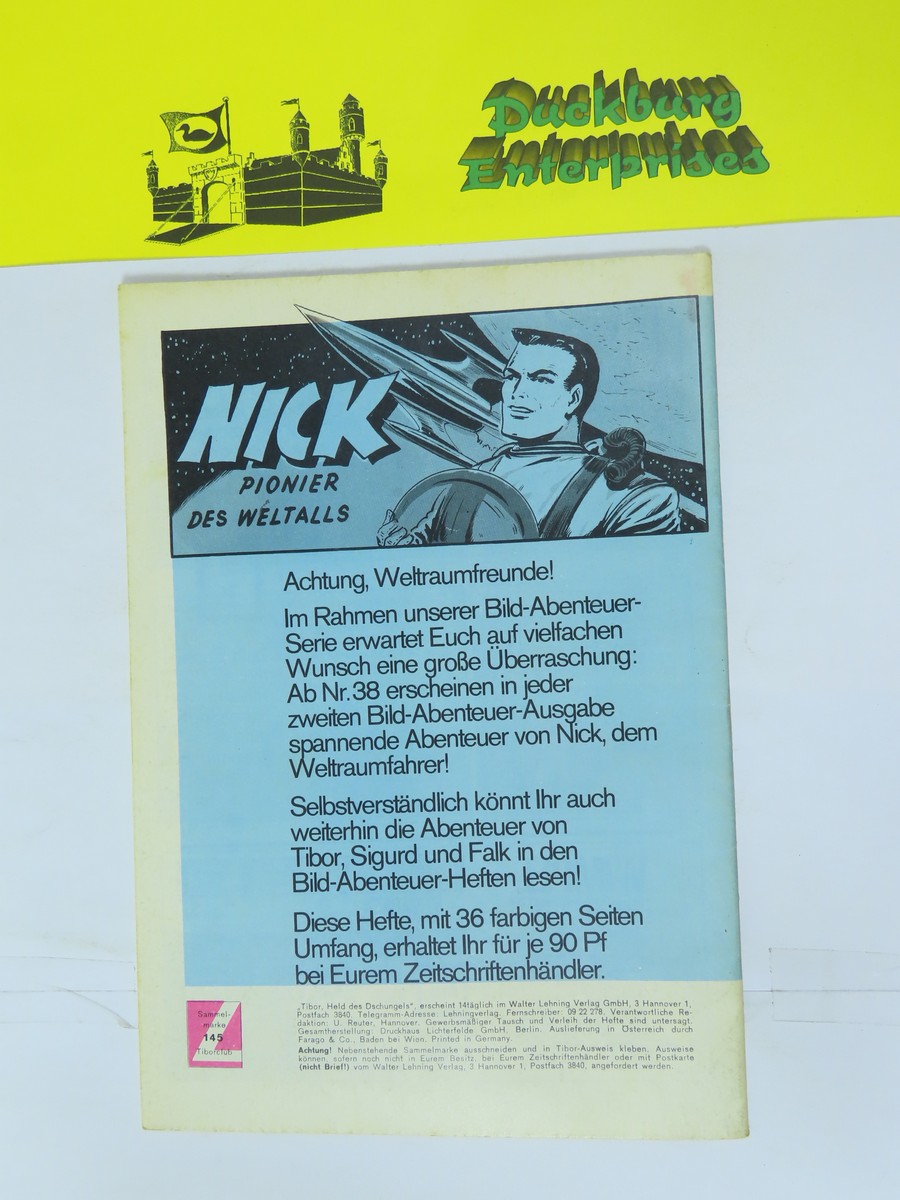 Duckburg
Enterprises
NICK
PIONIER
DES WELTALLS
Achtung, Weltraumfreunde!
Im Rahmen unserer Bild-Abenteuer-
Serie erwartet Euch auf vielfachen
Wunsch eine große Überraschung:
Ab Nr. 38 erscheinen in jeder
zweiten Bild-Abenteuer-Ausgabe
spannende Abenteuer von Nick, dem
Weltraumfahrer!
Selbstverständlich könnt Ihr auch
weiterhin die Abenteuer von
Tibor, Sigurd und Falk in den
Bild-Abenteuer-Heften lesen!
Diese Hefte, mit 36 farbigen Seiten
Umfang, erhaltet Ihr für je 90 Pf
bei Eurem Zeitschriftenhändler.
Sammel-
marke
145
Tiborclub
„Tibor, Held des Dschungels", erscheint 14täglich im Walter Lehning Verlag GmbH, 3 Hannover 1,
Postfach 3840. Telegramm-Adresse: Lehningverlag. Fernschreiber: 09 22 278. Verantwortliche Re-
daktion: U. Reuter, Hannover. Gewerbsmäßiger Tausch und Verleih der Hefte sind untersagt.
Gesamtherstellung: Druckhaus Lichterfelde GmbH, Berlin. Auslieferung in Österreich durch
Farago & Co., Baden bei Wien. Printed in Germany.
Achtung! Nebenstehende Sammelmarke ausschneiden und in Tibor-Ausweis kleben. Ausweise
können, sofern noch nicht in Eurem Besitz, bei Eurem Zeitschriftenhändler oder mit Postkarte
(nicht Brief!) vom Walter Lehning Verlag, 3 Hannover 1, Postfach 3840, angefordert werden.